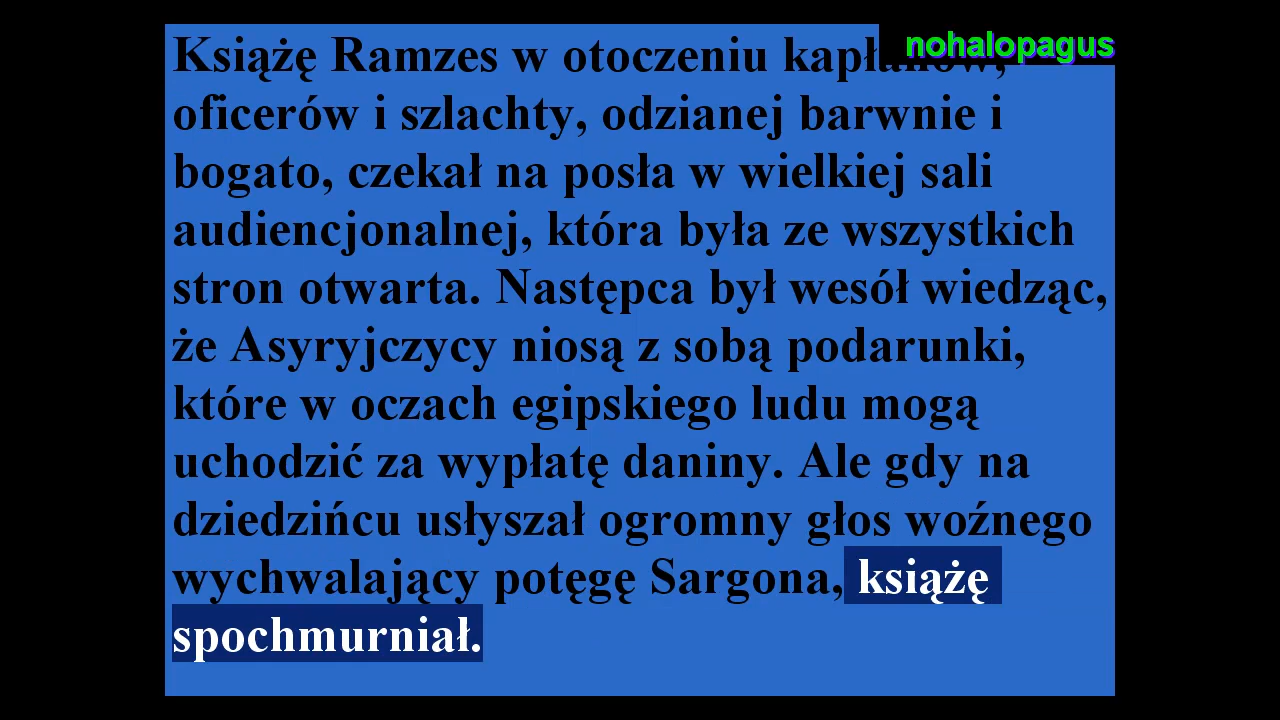 Książę Ramzes w otoczeniu kapłanów,
nohalopagus
oficerów i szlachty, odzianej barwnie i
bogato, czekał na posła w wielkiej sali
audiencjonalnej, która była ze wszystkich
stron otwarta. Następca był wesół wiedząc,
że Asyryjczycy niosą z sobą podarunki,
które w oczach egipskiego ludu mogą
uchodzić za wypłatę daniny. Ale gdy na
dziedzińcu usłyszał ogromny głos woźnego
wychwalający potęgę Sargona, książę
spochmurniał.